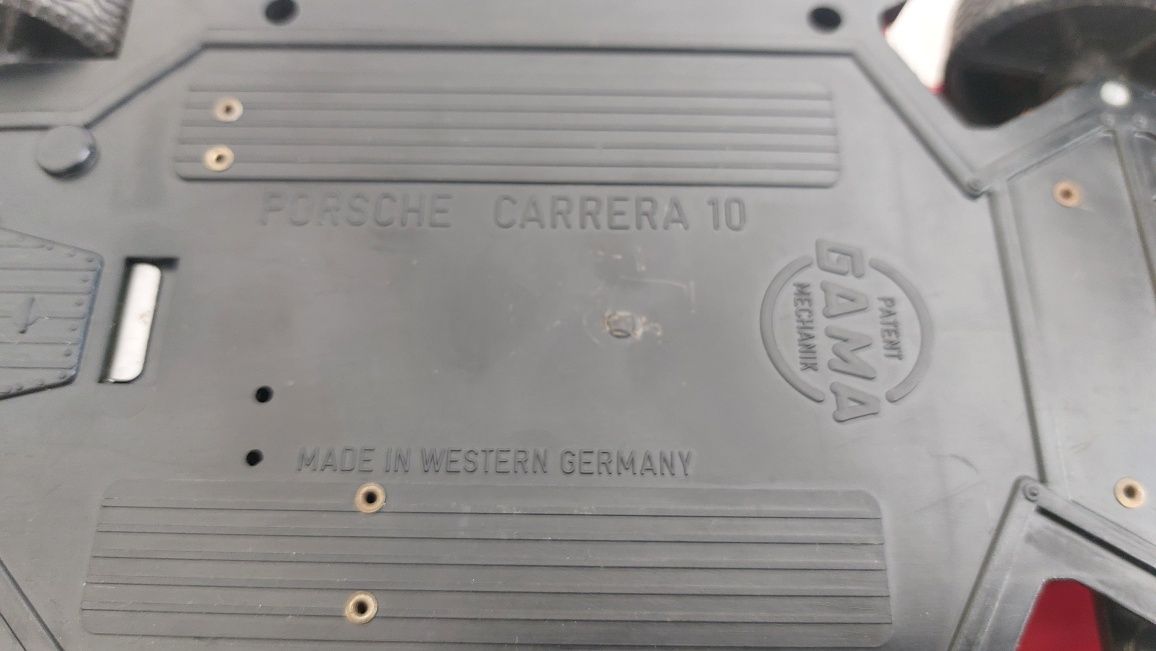 PORSCHE CARRERA 10
GAMA
PATENT
MECHANIK
MADE IN WESTERN GERMANY